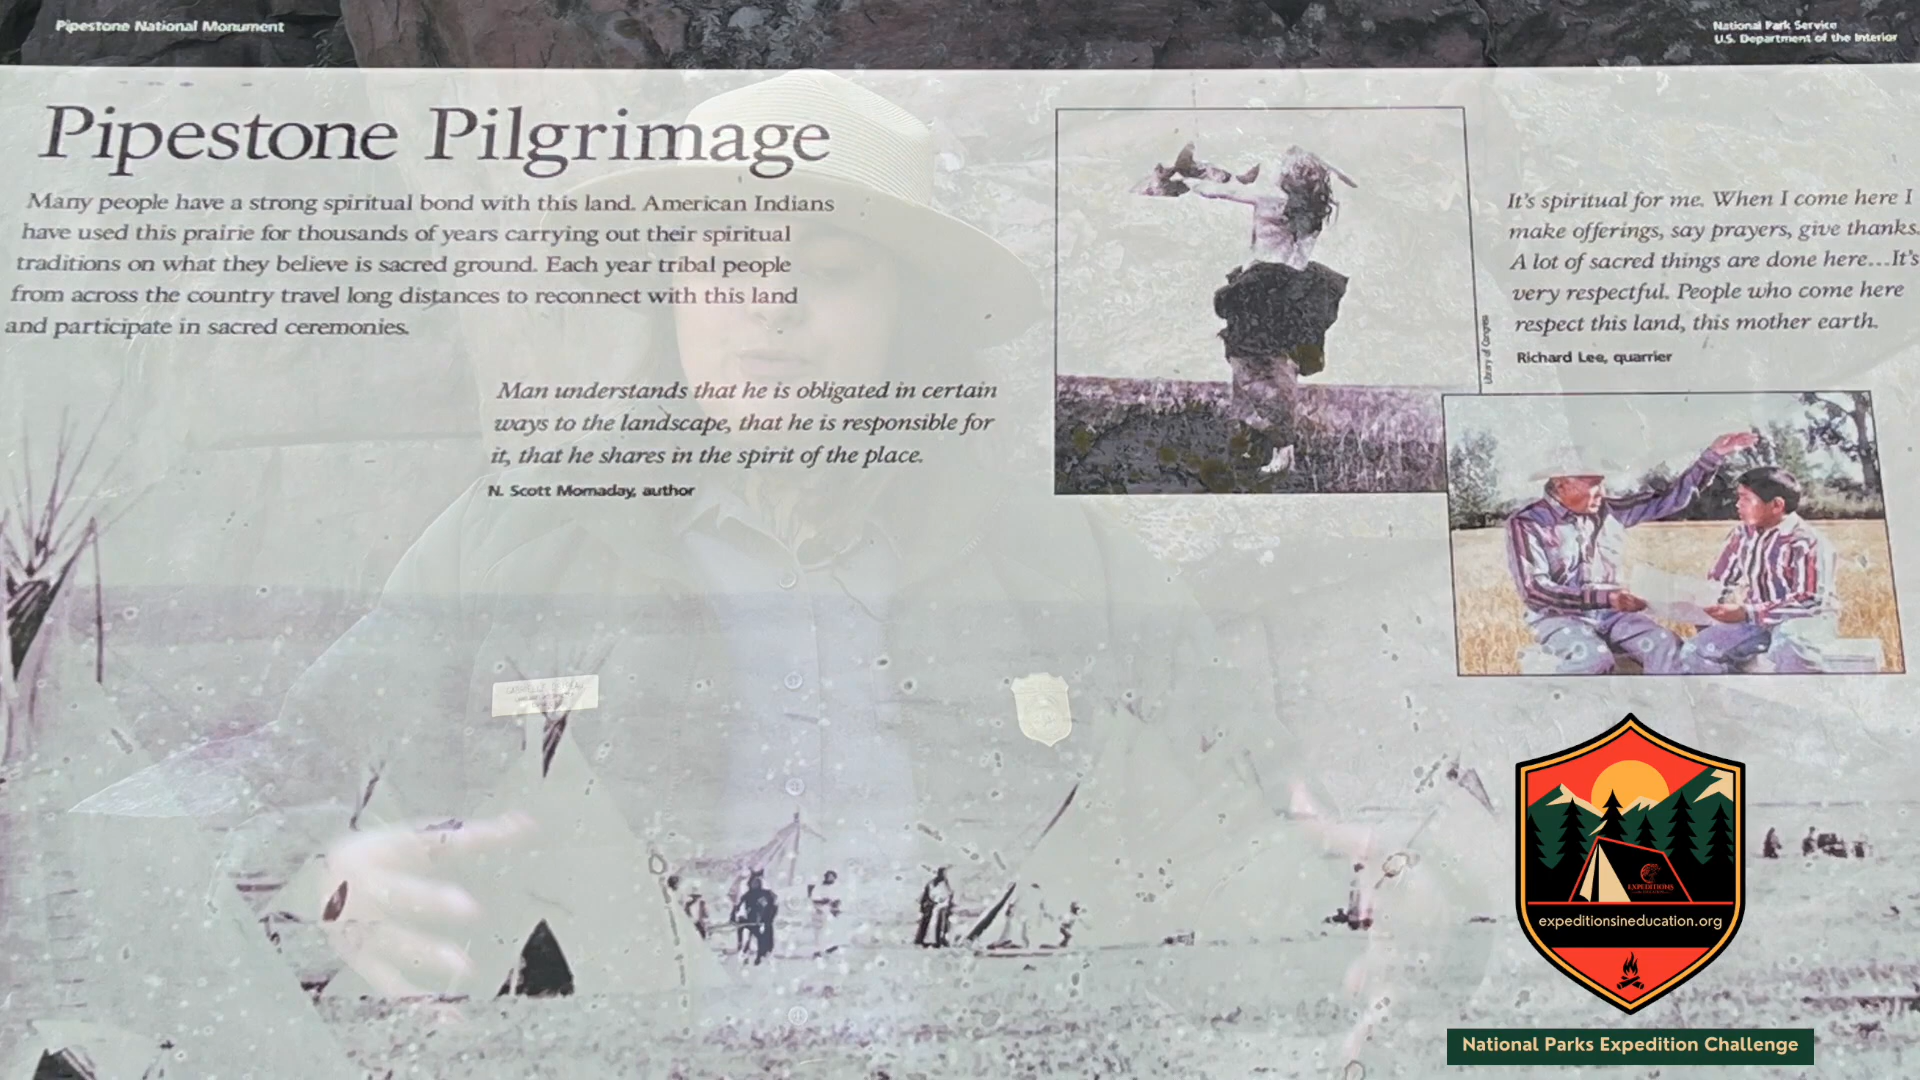 Pipestone National Monument
National Park Service
U.S. Department of the Interior
Pipestone Pilgrimage
Many people have a strong spiritual bond with this land. American Indians
have used this prairie for thousands of years carrying out their spiritual
traditions on what they believe is sacred ground. Each year tribal people
from across the country travel long distances to reconnect with this land
and participate in sacred ceremonies.
Man understands that he is obligated in certain
ways to the landscape, that he is responsible for
it, that he shares in the spirit of the place.
N. Scott Momaday, author
Library of Congress
It's spiritual for me. When I come here I
make offerings, say prayers, give thanks.
A lot of sacred things are done here...It's
very respectful. People who come here
respect this land, this mother earth.
Richard Lee, quarrier
EXPEDITIONS
expeditionsineducation.org
National Parks Expedition Challenge